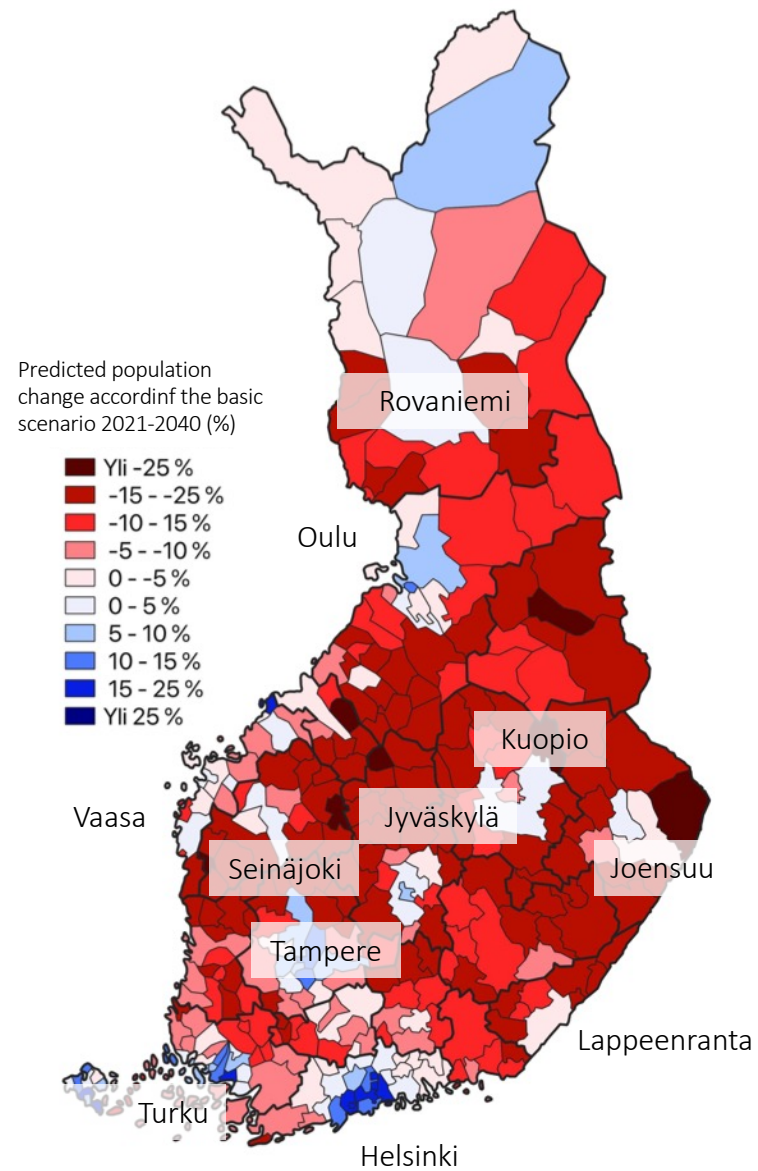 Predicted population
change accordinf the basic
scenario 2021-2040 (%)
Yli -25 %
-15 - -25 %
-10 - 15 %
-5 - -10 %
0 - -5 %
0 - 5 %
5 - 10 %
10 - 15 %
15 - 25 %
Yli 25 %
Rovaniemi
Oulu
Kuopio
Vaasa
Jyväskylä
Seinäjoki
Joensuu
Tampere
Lappeenranta
Turku
Helsinki